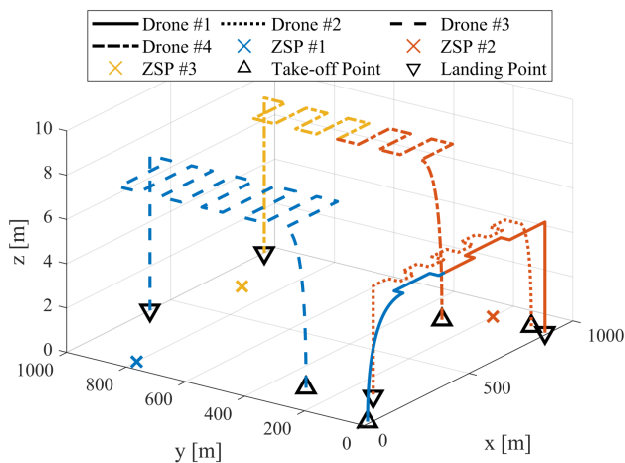 Drone #1 Drone #2 Drone #3
Drone #4 ZSP #1 ZSP #2
ZSP #3 Take-off Point Landing Point
10
8
6
4
2
0
z [m]
1000
800
600
400
200
0
y [m]
0
500
1000
x [m]